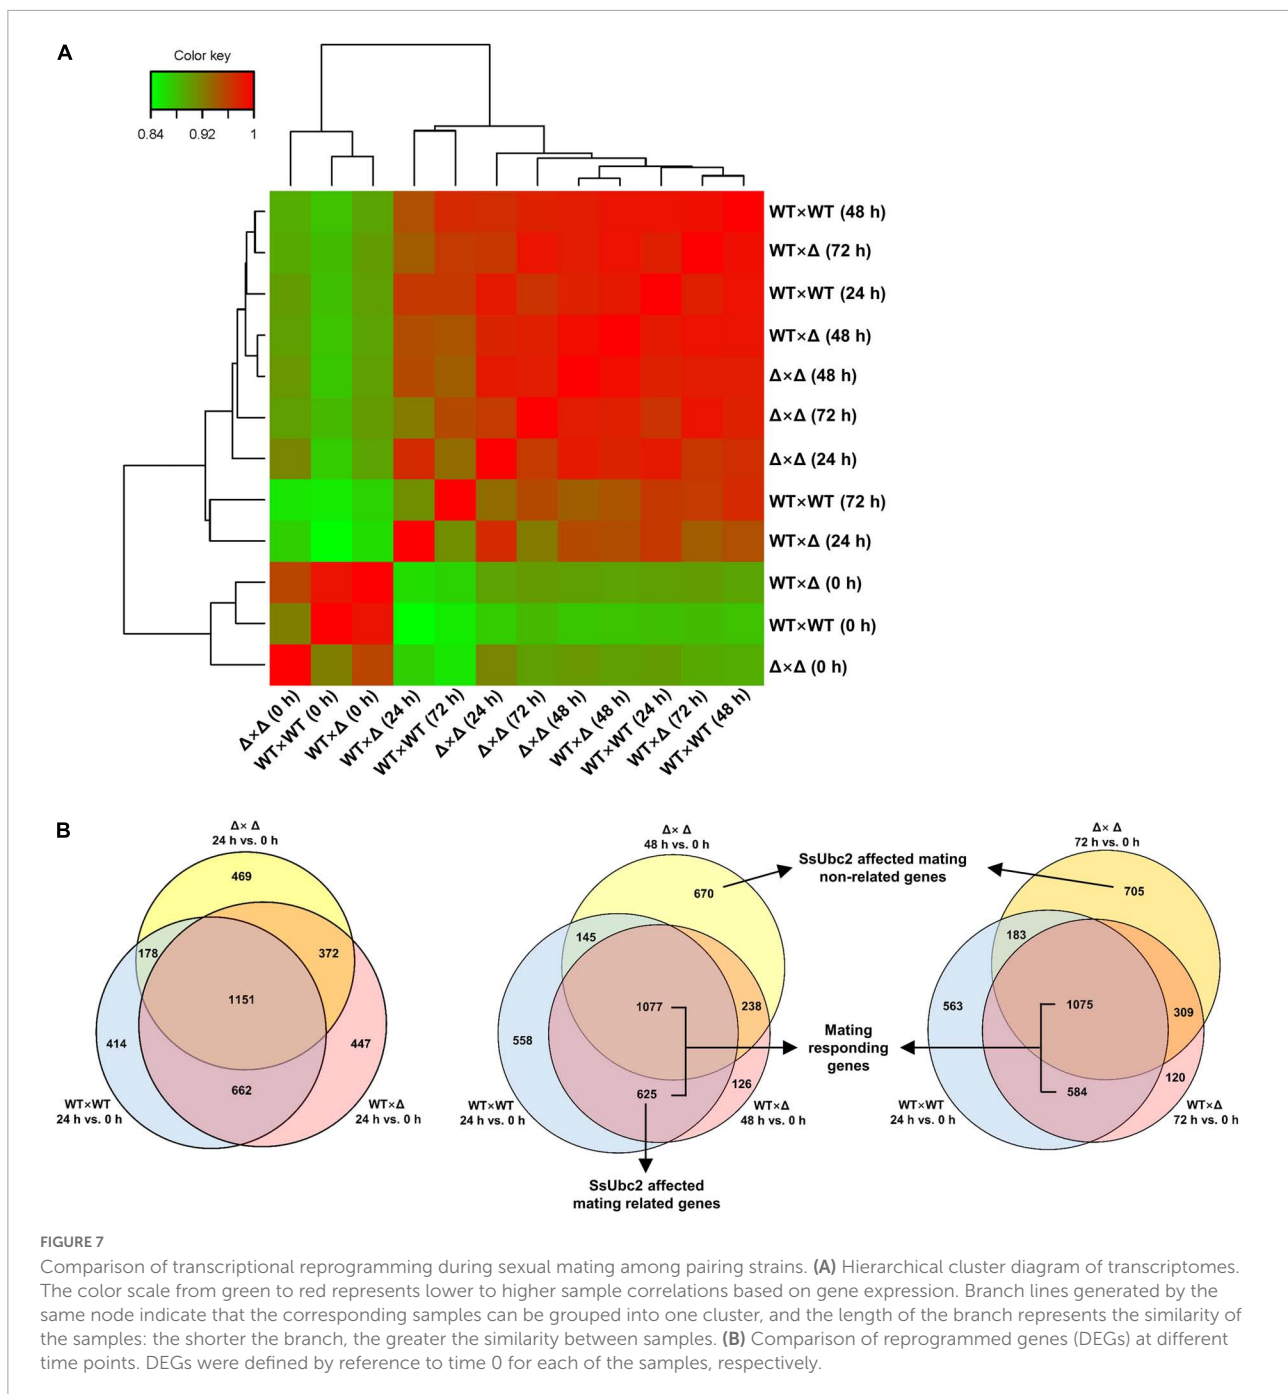 A
Color key
0.84 0.92 1
WT×WT (48 h)
WT×Δ (72 h)
WT×WT (24 h)
WT×Δ (48 h)
Δ×Δ (48 h)
Δ×Δ (72 h)
Δ×Δ (24 h)
WT×WT (72 h)
WT×Δ (24 h)
WT×Δ (0 h)
WT×WT (0 h)
Δ×Δ (0 h)
Δ×Δ (0 h)
WT×WT (0 h)
WT×Δ (0 h)
WT×Δ (24 h)
WT×WT (72 h)
Δ×Δ (24 h)
Δ×Δ (72 h)
Δ×Δ (48 h)
WT×Δ (48 h)
WT×WT (24 h)
WT×Δ (72 h)
WT×WT (48 h)
B
Δ× Δ
24 h vs. 0 h
469
178
372
1151
414
447
662
WT×WT
24 h vs. 0 h
WT×Δ
24 h vs. 0 h
Δ× Δ
48 h vs. 0 h
670
145
1077
238
558
625
126
WT×WT
24 h vs. 0 h
WT×Δ
48 h vs. 0 h
SsUbc2 affected mating
non-related genes
Mating
responding
genes
SsUbc2 affected
mating related genes
Δ× Δ
72 h vs. 0 h
705
183
563
1075
309
584
120
WT×WT
24 h vs. 0 h
WT×Δ
72 h vs. 0 h
FIGURE 7
Comparison of transcriptional reprogramming during sexual mating among pairing strains. (A) Hierarchical cluster diagram of transcriptomes.
The color scale from green to red represents lower to higher sample correlations based on gene expression. Branch lines generated by the
same node indicate that the corresponding samples can be grouped into one cluster, and the length of the branch represents the similarity of
the samples: the shorter the branch, the greater the similarity between samples. (B) Comparison of reprogrammed genes (DEGs) at different
time points. DEGs were defined by reference to time 0 for each of the samples, respectively.